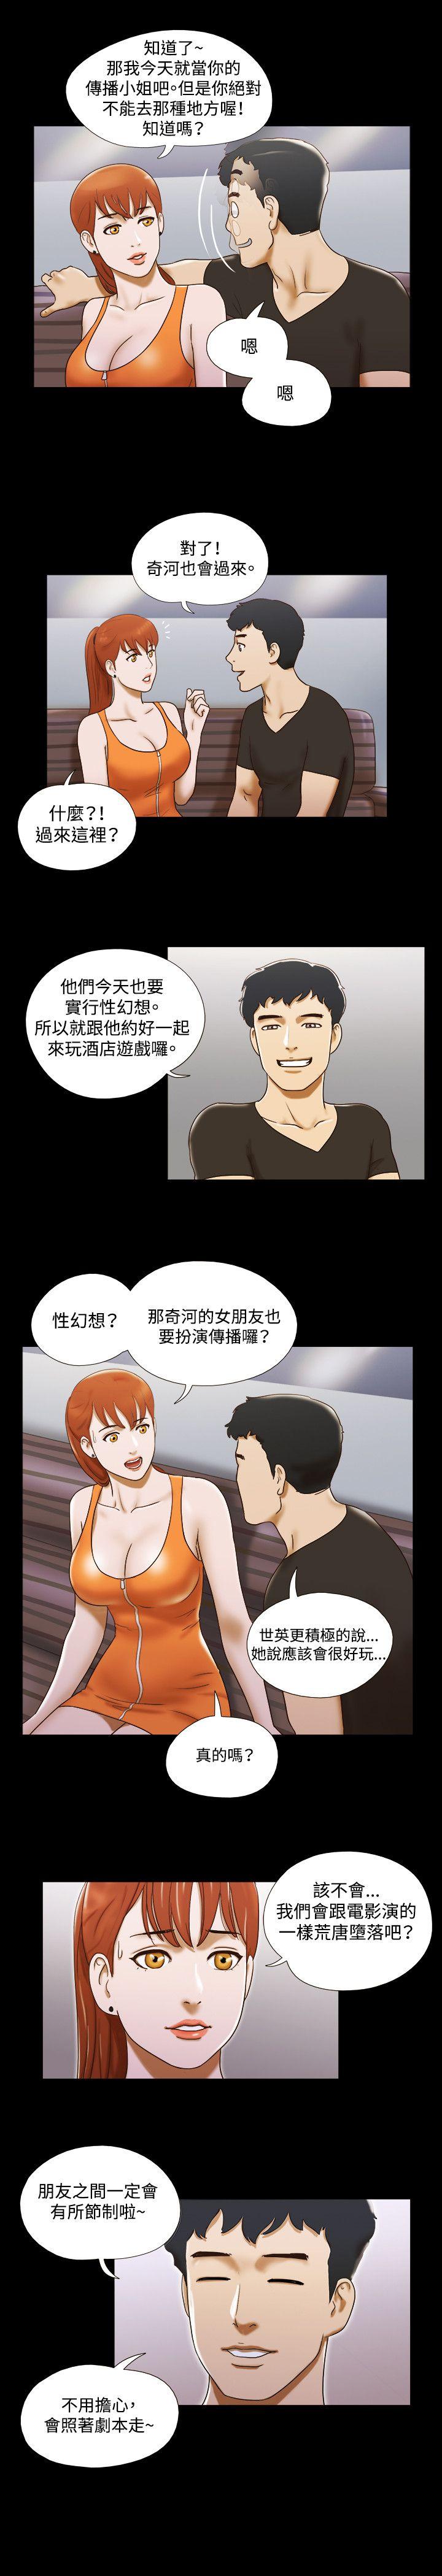 知道了~
那我今天就當你的
傳播小姐吧。但是你絕對
不能去那種地方喔!
知道嗎?
嗯
嗯
對了!
奇河也會過來。
什麼?!
過來這裡?
他們今天也要
實行性幻想。
所以就跟他約好一起
來玩酒店遊戲囉。
性幻想?
那奇河的女朋友也
要扮演傳播囉?
世英更積極的說...
她說應該會很好玩...
真的嗎?
該不會...
我們會跟電影演的
一樣荒唐墮落吧?
朋友之間一定會
有所節制啦~
不用擔心,
會照著劇本走~